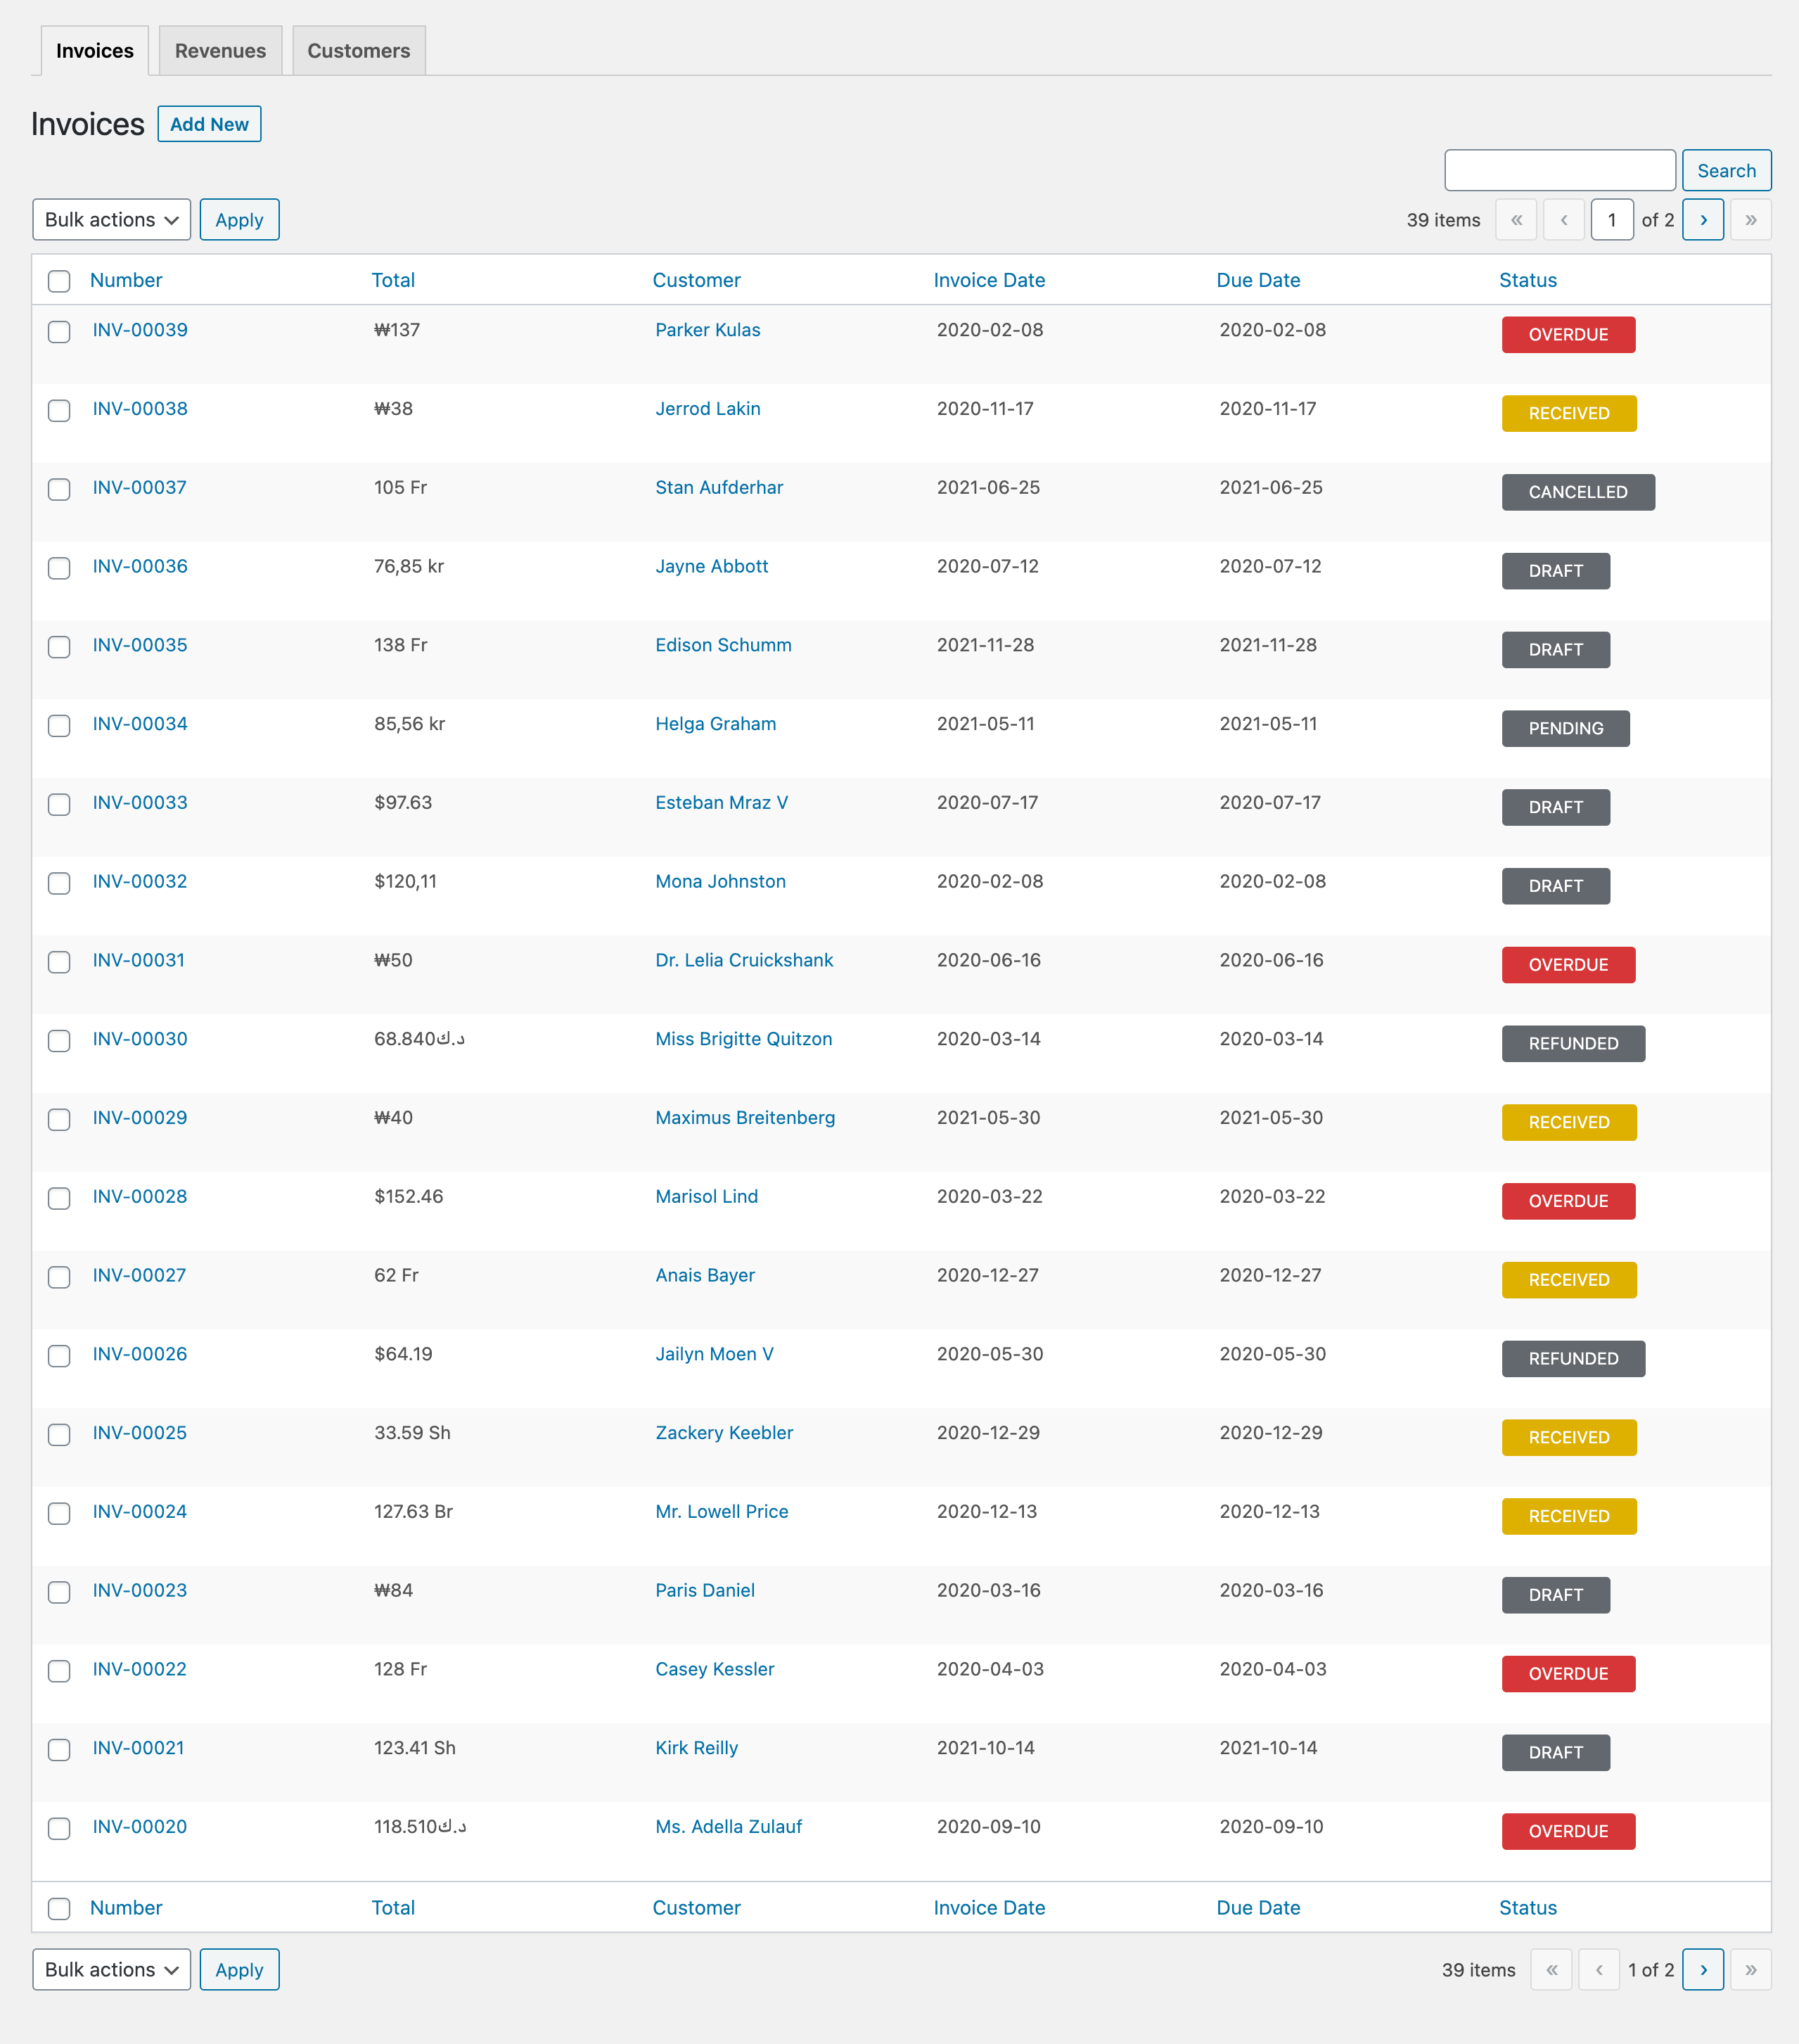 Invoices Revenues Customers
Invoices Add New
Search
Bulk actions Apply 39 items « ‹ 1 of 2 › »
Number Total Customer Invoice Date Due Date Status
INV-00039 ₩137 Parker Kulas 2020-02-08 2020-02-08 OVERDUE
INV-00038 ₩38 Jerrod Lakin 2020-11-17 2020-11-17 RECEIVED
INV-00037 105 Fr Stan Aufderhar 2021-06-25 2021-06-25 CANCELLED
INV-00036 76,85 kr Jayne Abbott 2020-07-12 2020-07-12 DRAFT
INV-00035 138 Fr Edison Schumm 2021-11-28 2021-11-28 DRAFT
INV-00034 85,56 kr Helga Graham 2021-05-11 2021-05-11 PENDING
INV-00033 $97.63 Esteban Mraz V 2020-07-17 2020-07-17 DRAFT
INV-00032 $120,11 Mona Johnston 2020-02-08 2020-02-08 DRAFT
INV-00031 ₩50 Dr. Lelia Cruickshank 2020-06-16 2020-06-16 OVERDUE
INV-00030 68.840د.ك Miss Brigitte Quitzon 2020-03-14 2020-03-14 REFUNDED
INV-00029 ₩40 Maximus Breitenberg 2021-05-30 2021-05-30 RECEIVED
INV-00028 $152.46 Marisol Lind 2020-03-22 2020-03-22 OVERDUE
INV-00027 62 Fr Anais Bayer 2020-12-27 2020-12-27 RECEIVED
INV-00026 $64.19 Jailyn Moen V 2020-05-30 2020-05-30 REFUNDED
INV-00025 33.59 Sh Zackery Keebler 2020-12-29 2020-12-29 RECEIVED
INV-00024 127.63 Br Mr. Lowell Price 2020-12-13 2020-12-13 RECEIVED
INV-00023 ₩84 Paris Daniel 2020-03-16 2020-03-16 DRAFT
INV-00022 128 Fr Casey Kessler 2020-04-03 2020-04-03 OVERDUE
INV-00021 123.41 Sh Kirk Reilly 2021-10-14 2021-10-14 DRAFT
INV-00020 118.510د.ك Ms. Adella Zulauf 2020-09-10 2020-09-10 OVERDUE
Number Total Customer Invoice Date Due Date Status
Bulk actions Apply 39 items « ‹ 1 of 2 › »